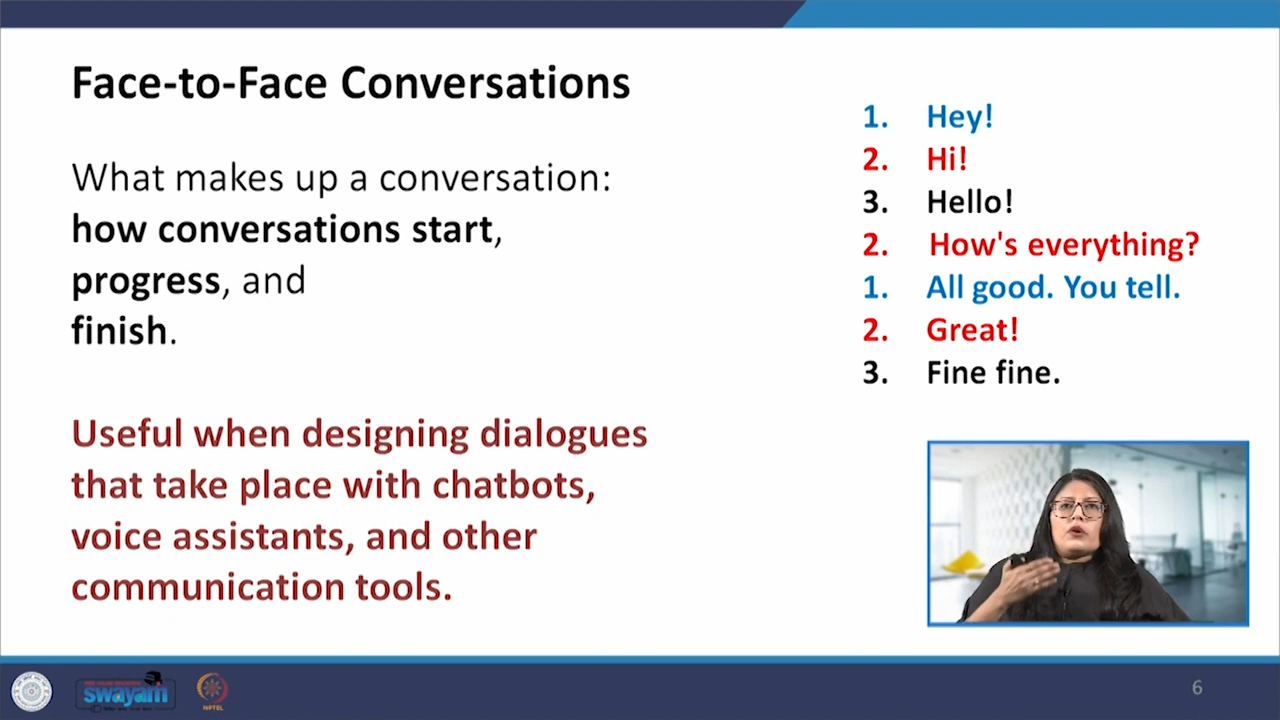 Face-to-Face Conversations
What makes up a conversation:
how conversations start,
progress, and
finish.
Useful when designing dialogues
that take place with chatbots,
voice assistants, and other
communication tools.
1. Hey!
2. Hi!
3. Hello!
2. How's everything?
1. All good. You tell.
2. Great!
3. Fine fine.
swayam
NPTEL
6